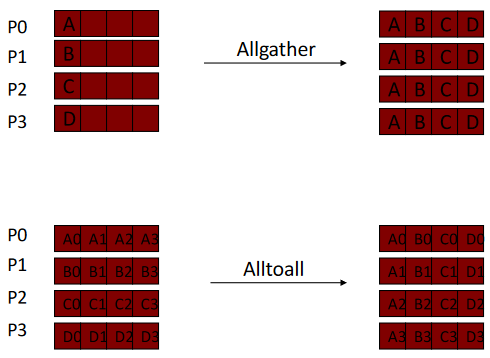 P0 A A B C D
P1 B Allgather A B C D
P2 C A B C D
P3 D A B C D
P0 A0 A1 A2 A3 A0 B0 C0 D0
P1 B0 B1 B2 B3 Alltoall A1 B1 C1 D1
P2 C0 C1 C2 C3 A2 B2 C2 D2
P3 D0 D1 D2 D3 A3 B3 C3 D3